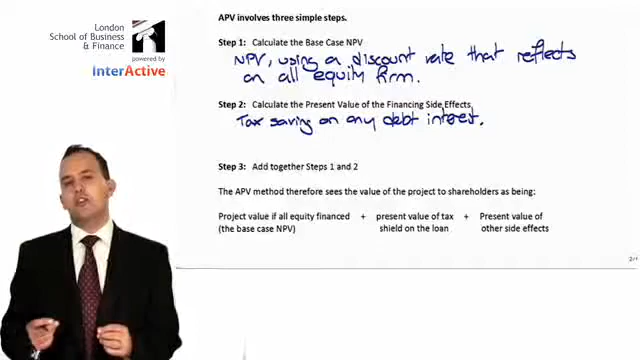 London
School of Business
& Finance
powered by
InterActive
APV involves three simple steps.
Step 1: Calculate the Base Case NPV
NPV, using a discount rate that reflects
an all equity firm.
Step 2: Calculate the Present Value of the Financing Side Effects
Tax saving on any debt interest.
Step 3: Add together Steps 1 and 2
The APV method therefore sees the value of the project to shareholders as being:
Project value if all equity financed + present value of tax + Present value of
(the base case NPV) shield on the loan other side effects